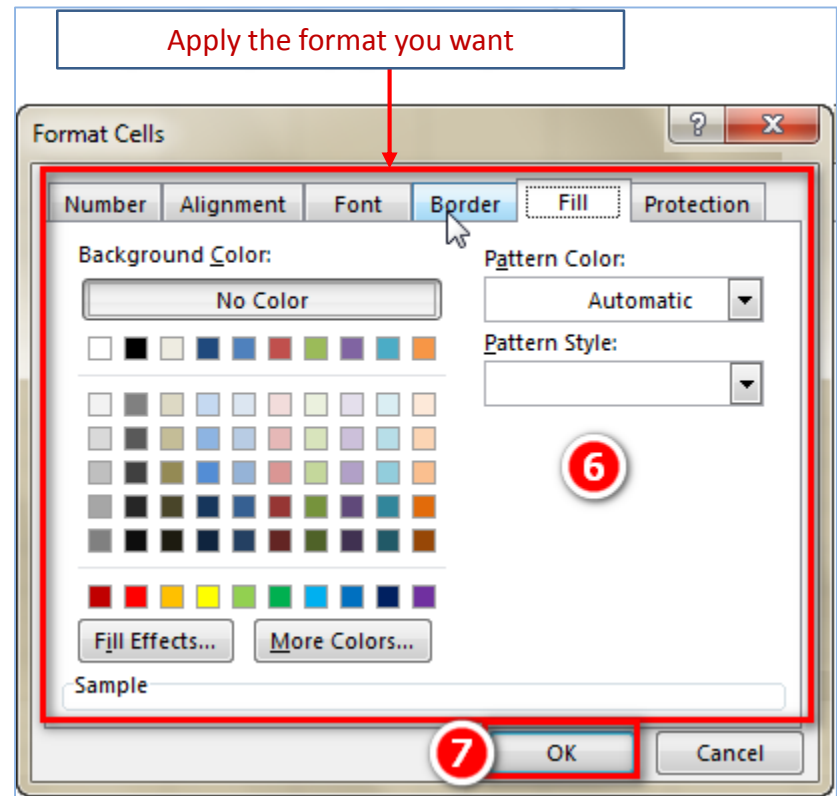 Apply the format you want
Format Cells
?
Number Alignment Font Border Fill Protection
Background Color: Pattern Color:
No Color Automatic
Pattern Style:
6
Fill Effects... More Colors...
Sample
7 OK Cancel